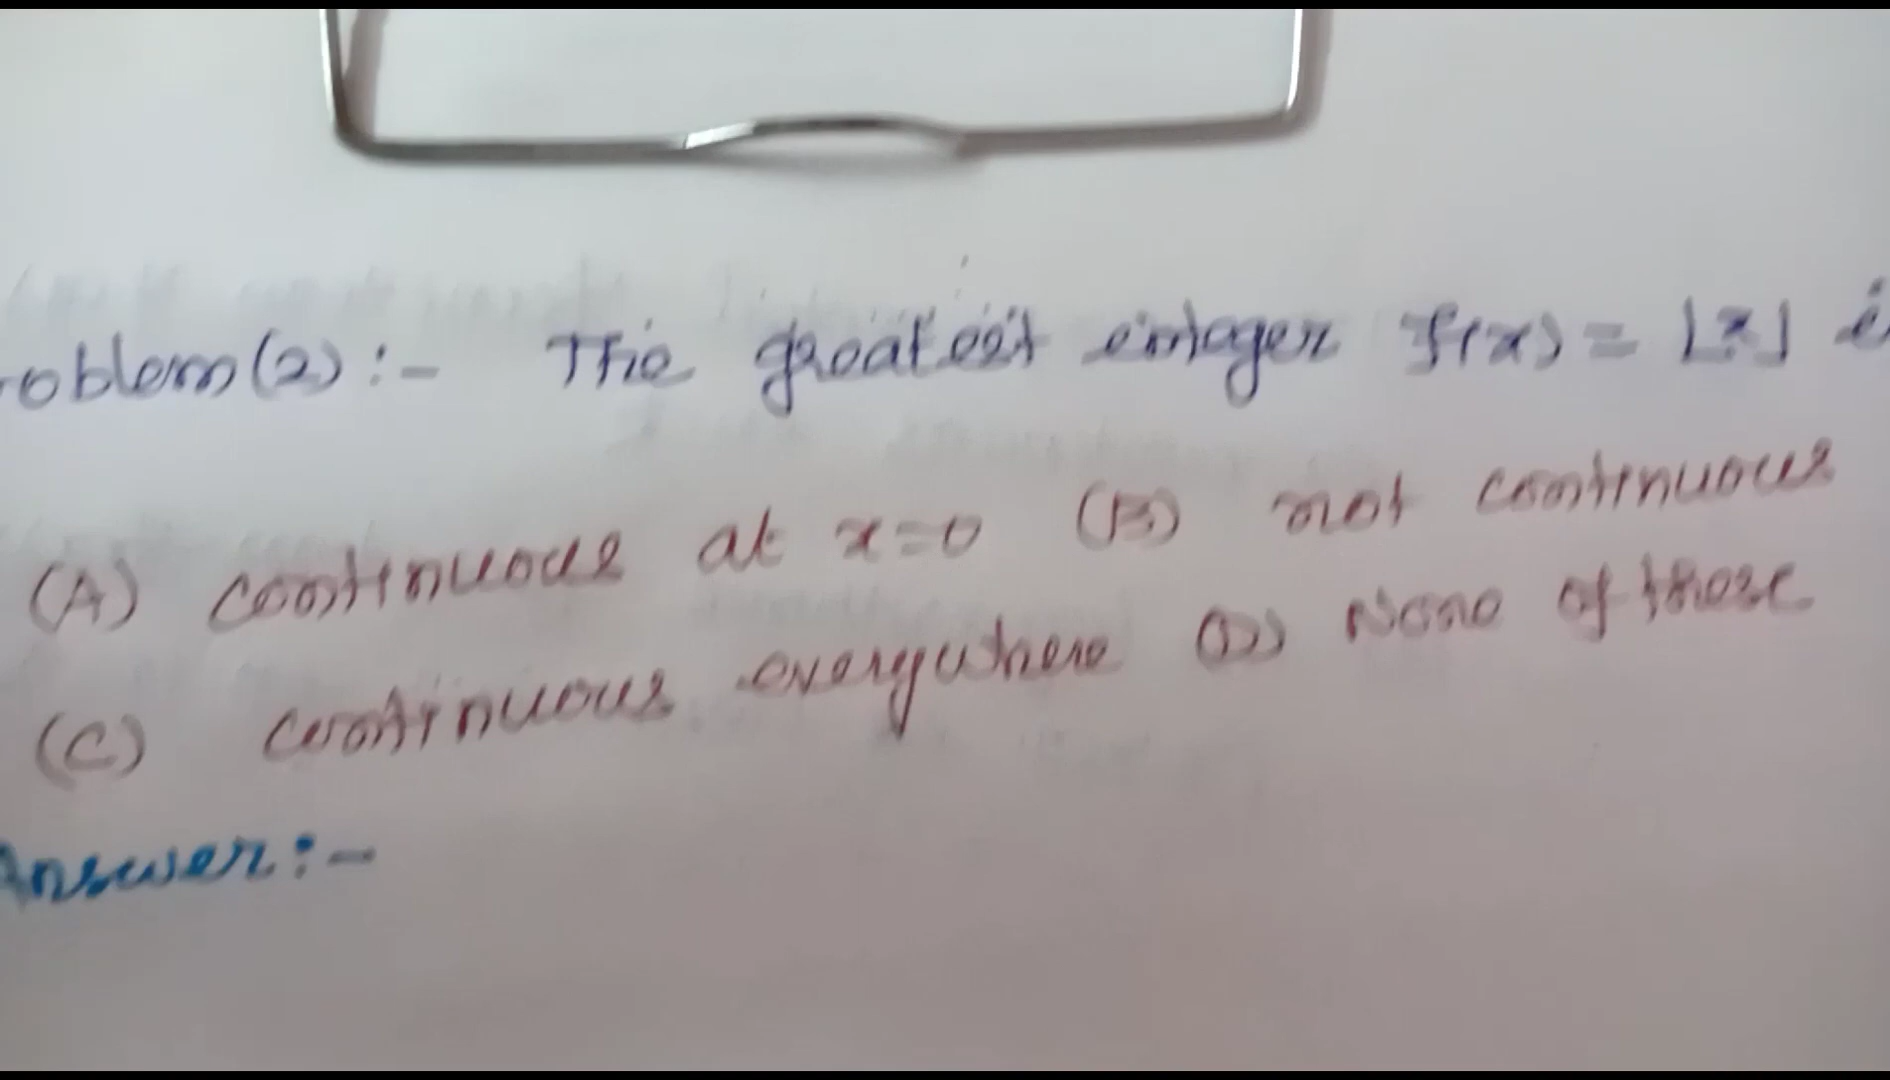 oblem(2):- The greatest integer f(x) = ⌊x⌋ i
(A) continuous at x=0 (B) not continuous
(C) continuous everywhere (D) None of these
Answer:-